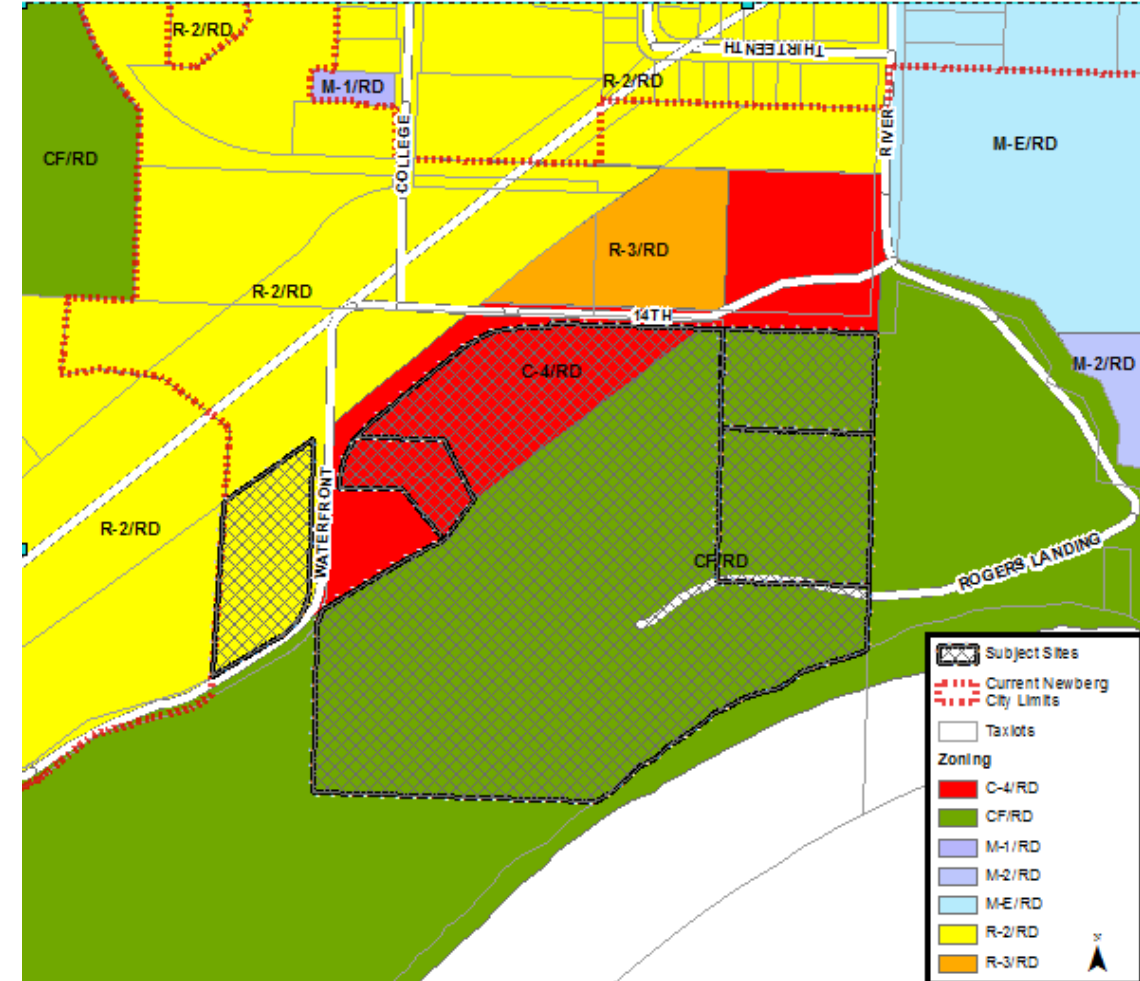 R-2/RD
THIRTEENTH
R-2/RD
M-1/RD
COLLEGE
RIVER
M-E/RD
CF/RD
R-3/RD
R-2/RD
14TH
C-4/RD
M-2/RD
WATERFRONT
R-2/RD
CF/RD
ROGERS LANDING
Subject Sites
Current Newberg
City Limits
Taxlots
Zoning
C-4/RD
CF/RD
M-1/RD
M-2/RD
M-E/RD
R-2/RD
R-3/RD